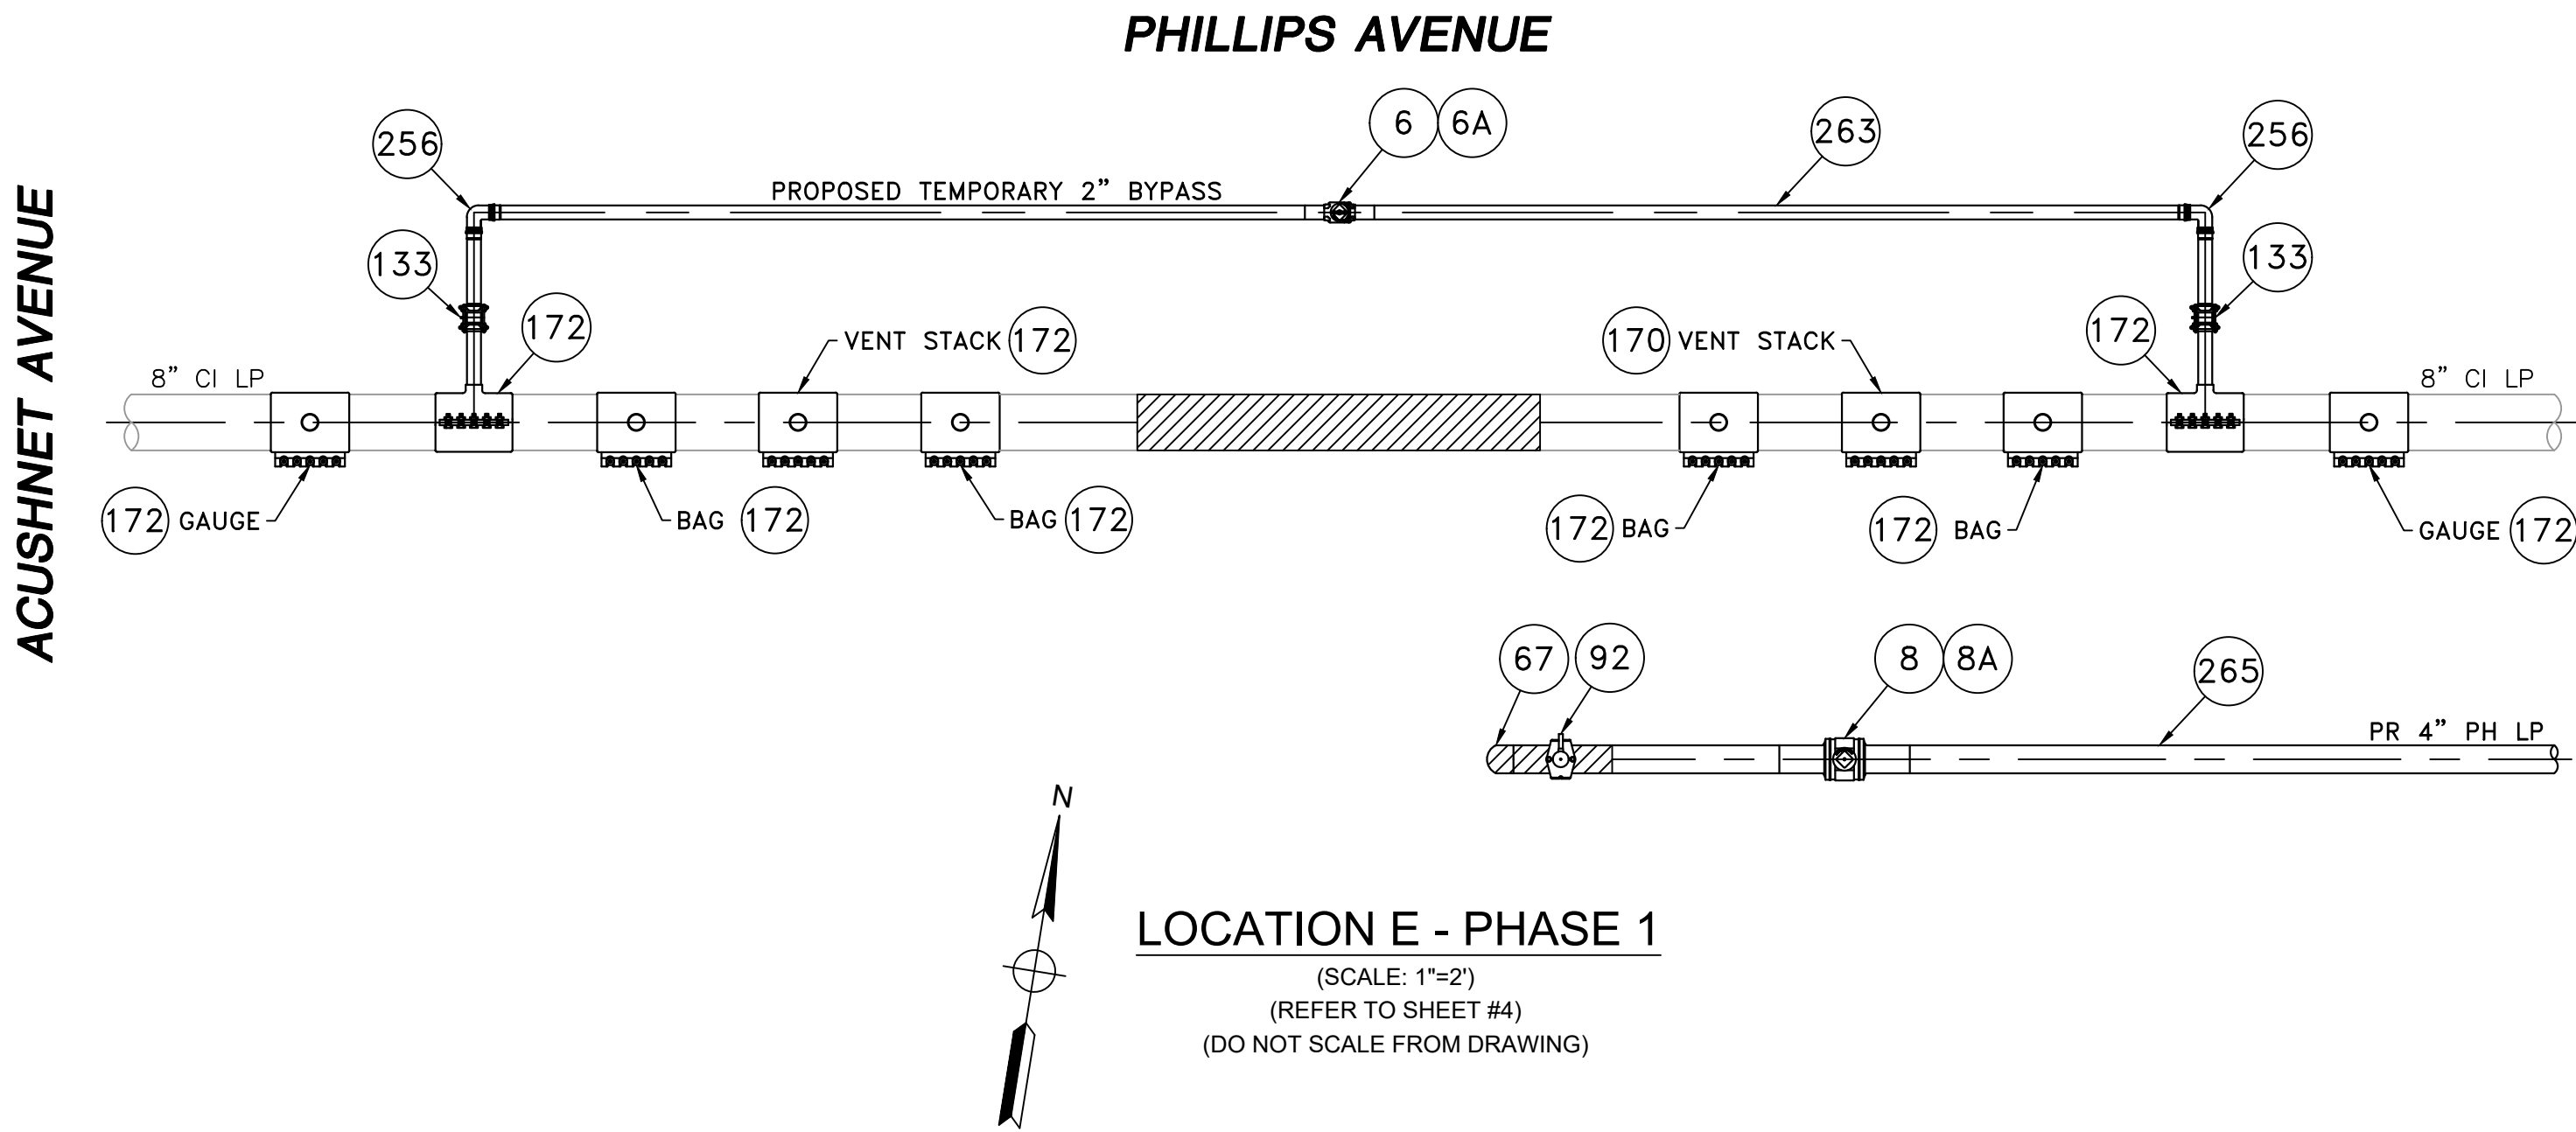 PHILLIPS AVENUE
ACUSHNET AVENUE
256
6
6A
263
256
PROPOSED TEMPORARY 2” BYPASS
133
133
172
VENT STACK 172
170 VENT STACK
172
8” CI LP
8” CI LP
172 GAUGE
BAG 172
BAG 172
172 BAG
172 BAG
GAUGE 172
67
92
8
8A
265
PR 4” PH LP
N
LOCATION E - PHASE 1
(SCALE: 1"=2')
(REFER TO SHEET #4)
(DO NOT SCALE FROM DRAWING)